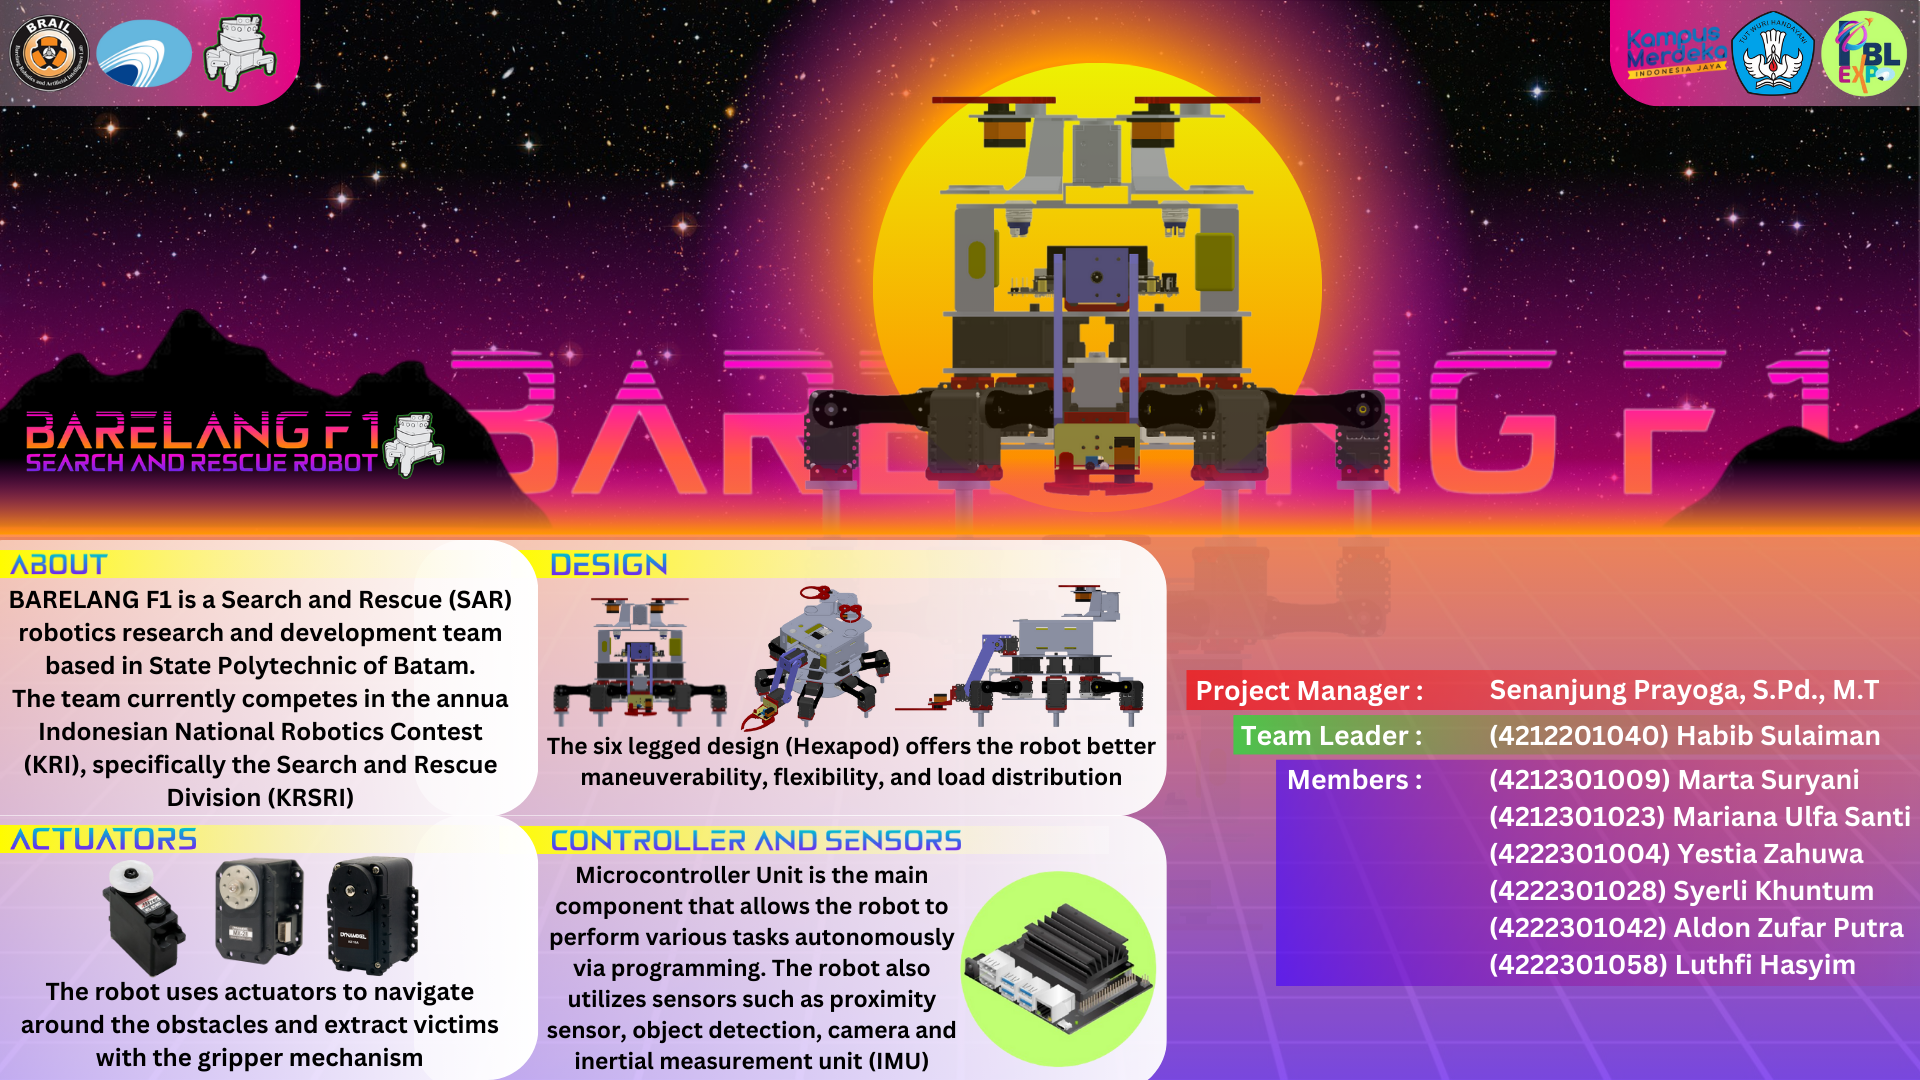 BRAIL
Kampus
Merdeka
INDONESIA JAYA
TUT WURI HANDAYANI
PBL
EXPO
BARELANG F1
BARELANG F1
SEARCH AND RESCUE ROBOT
ABOUT
BARELANG F1 is a Search and Rescue (SAR)
robotics research and development team
based in State Polytechnic of Batam.
The team currently competes in the annua
Indonesian National Robotics Contest
(KRI), specifically the Search and Rescue
Division (KRSRI)
DESIGN
The six legged design (Hexapod) offers the robot better
maneuverability, flexibility, and load distribution
ACTUATORS
DYNAMIXEL
The robot uses actuators to navigate
around the obstacles and extract victims
with the gripper mechanism
CONTROLLER AND SENSORS
Microcontroller Unit is the main
component that allows the robot to
perform various tasks autonomously
via programming. The robot also
utilizes sensors such as proximity
sensor, object detection, camera and
inertial measurement unit (IMU)
Project Manager : Senanjung Prayoga, S.Pd., M.T
Team Leader : (4212201040) Habib Sulaiman
Members : (4212301009) Marta Suryani
(4212301023) Mariana Ulfa Santi
(4222301004) Yestia Zahuwa
(4222301028) Syerli Khuntum
(4222301042) Aldon Zufar Putra
(4222301058) Luthfi Hasyim